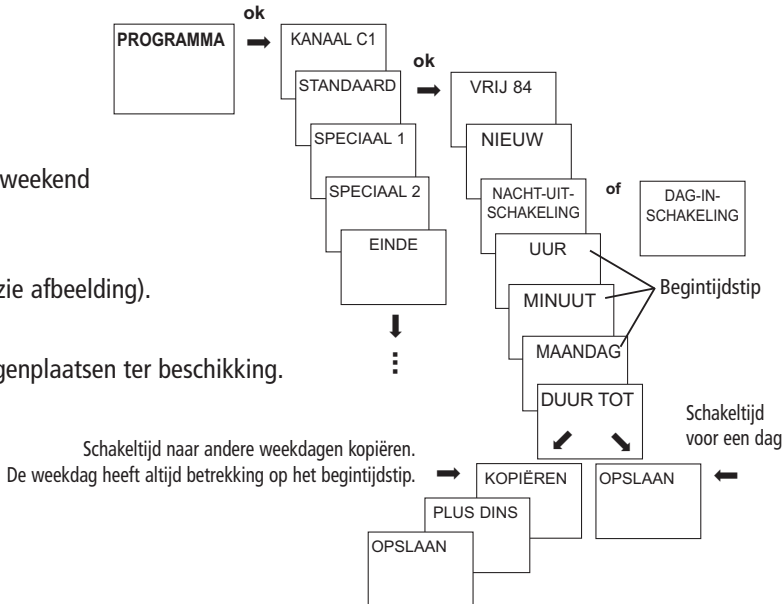 ok
PROGRAMMA
KANAAL C1
STANDAARD
SPECIAAL 1
SPECIAAL 2
EINDE
ok
VRIJ 84
NIEUW
NACHT-UIT-
SCHAKELING
of
DAG-IN-
SCHAKELING
UUR
MINUUT
MAANDAG
Begintijdstip
DUUR TOT
weekend
zie afbeelding).
genplaatsen ter beschikking.
Schakeltijd
voor een dag
Schakeltijd naar andere weekdagen kopiëren.
De weekdag heeft altijd betrekking op het begintijdstip.
KOPIËREN
OPSLAAN
PLUS DINS
OPSLAAN